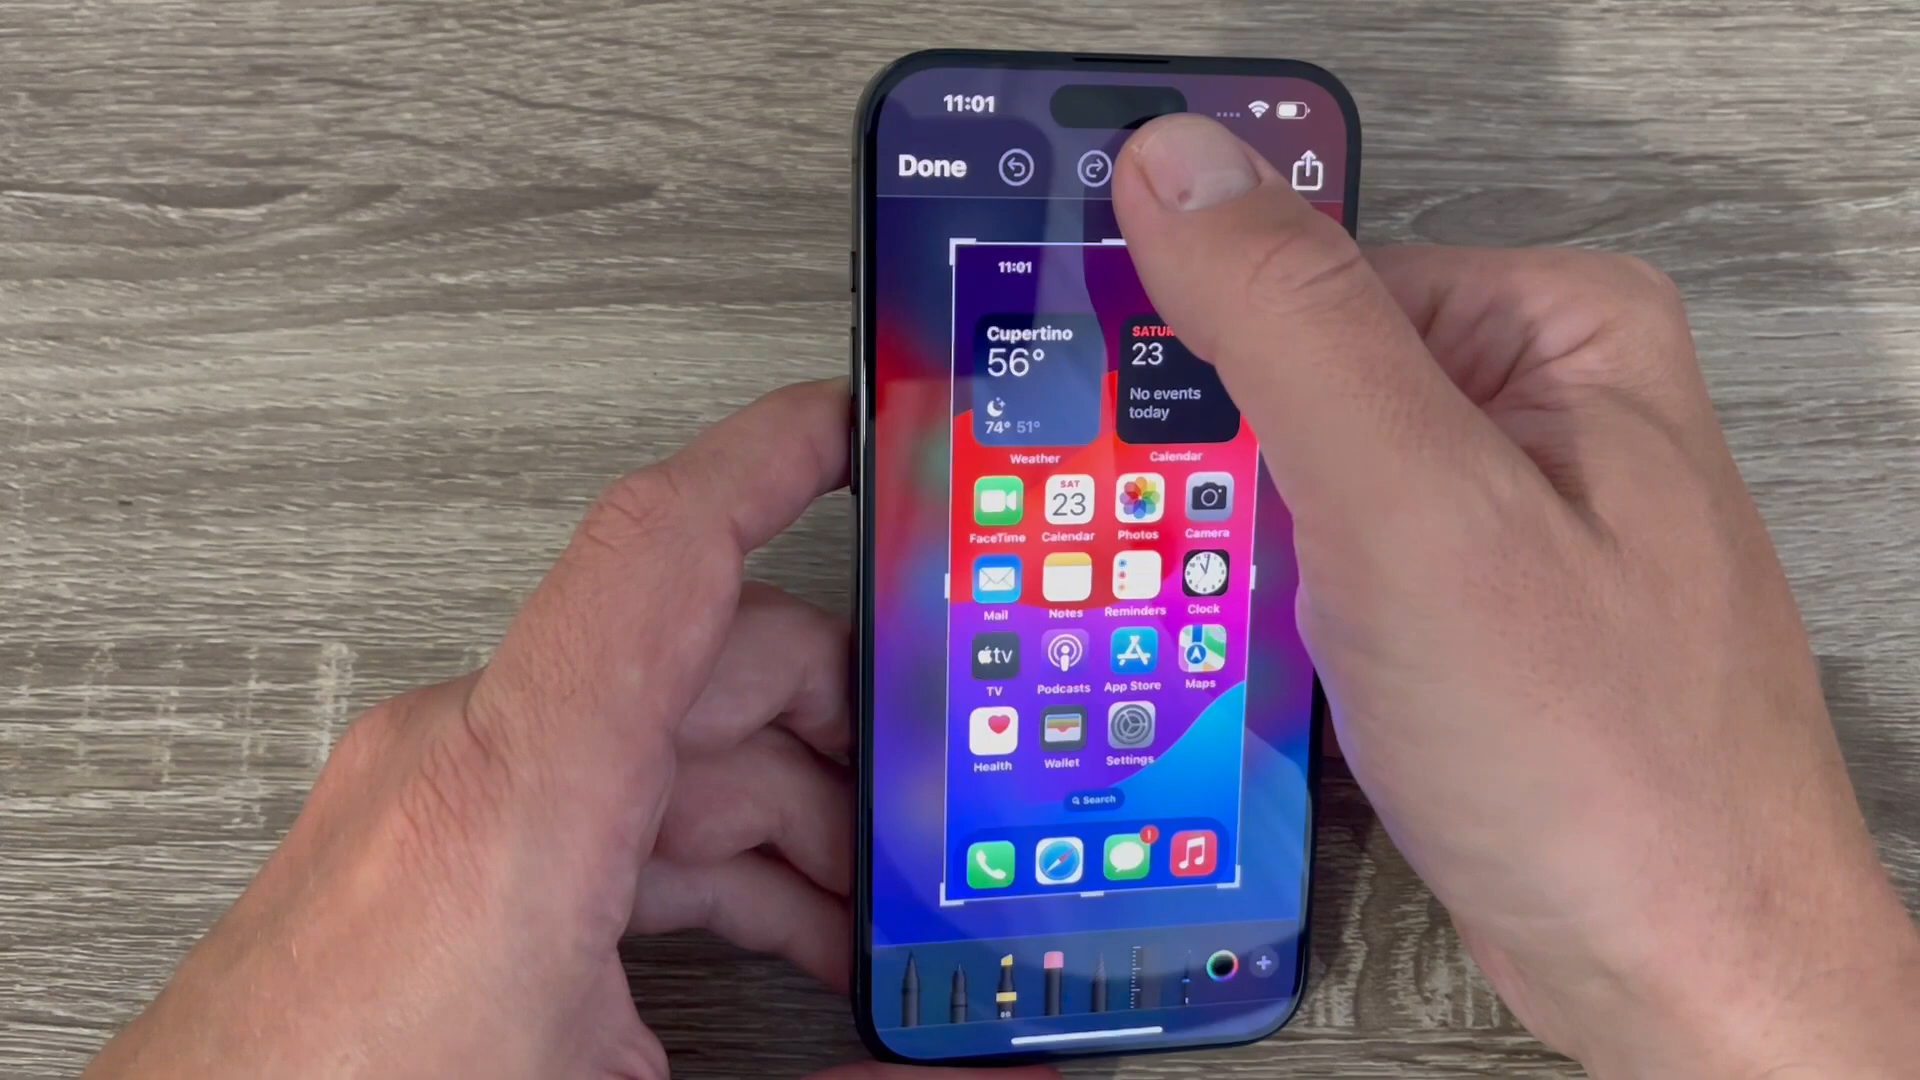 11:01
Done
11:01
Cupertino
56°
74° 51°
Weather
23
No events
today
Calendar
FaceTime
SAT
23
Calendar
Photos
Camera
Mail
Notes
Reminders
Clock
tv
TV
Podcasts
App Store
Maps
Health
Wallet
Settings
Search
1